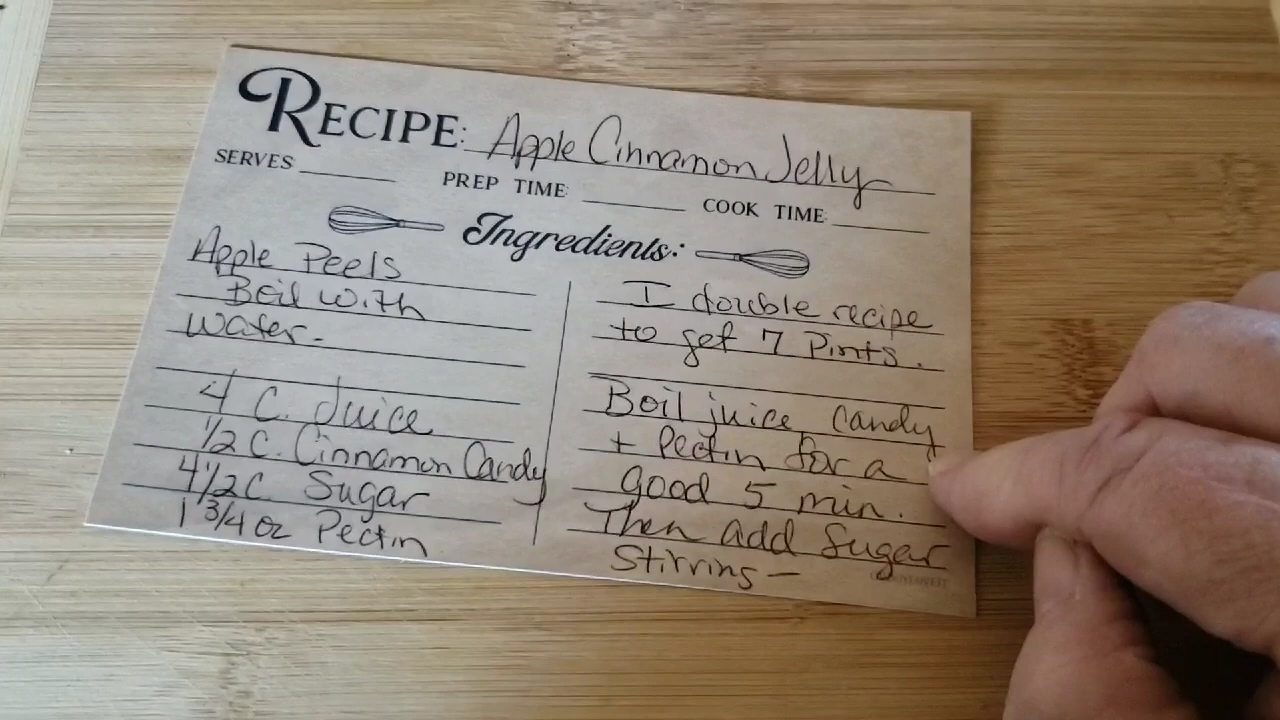 RECIPE: Apple Cinnamon Jelly
SERVES PREP TIME: COOK TIME:
Ingredients:
Apple Peels
Boil with
Water-
4 C. Juice
1/2 C. Cinnamon Candy
4 1/2 C. Sugar
1 3/4 oz Pectin
I double recipe
to get 7 Pints.
Boil juice, Candy
+ Pectin for a
good 5 min.
Then add Sugar
Stirring -